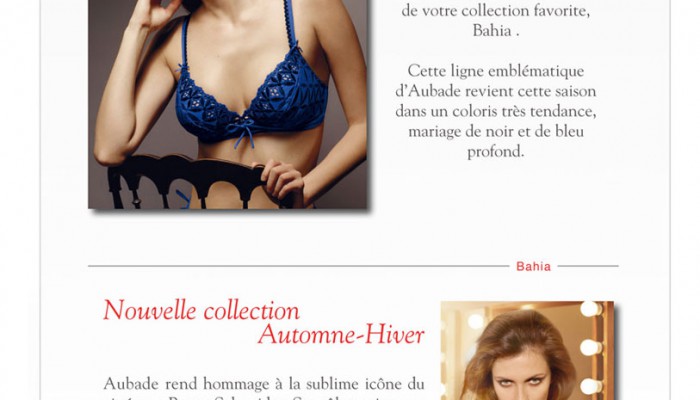 de votre collection favorite,
Bahia .
Cette ligne emblématique
d'Aubade revient cette saison
dans un coloris très tendance,
mariage de noir et de bleu
profond.
Bahia
Nouvelle collection
Automne-Hiver
Aubade rend hommage à la sublime icône du